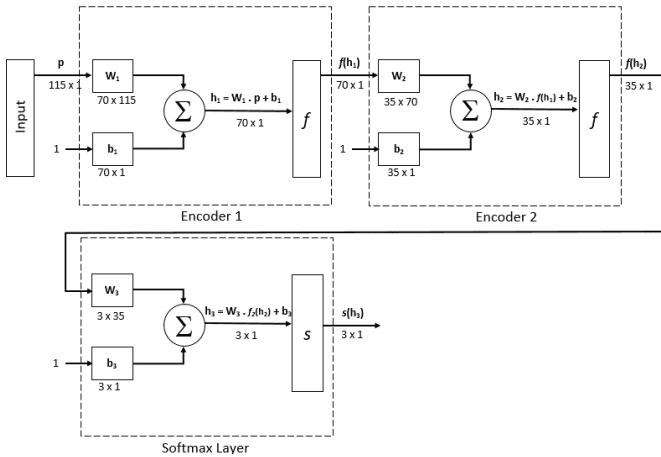 Input
p
115 x 1
W₁
70 x 115
1
b₁
70 x 1
Σ
h₁ = W₁ . p + b₁
70 x 1
f
Encoder 1
f(h₁)
70 x 1
W₂
35 x 70
1
b₂
35 x 1
Σ
h₂ = W₂ . f(h₁) + b₂
35 x 1
f
Encoder 2
f(h₂)
35 x 1
W₃
3 x 35
1
b₃
3 x 1
Σ
h₃ = W₃ . f₂(h₂) + b₃
3 x 1
s
Softmax Layer
s(h₃)
3 x 1